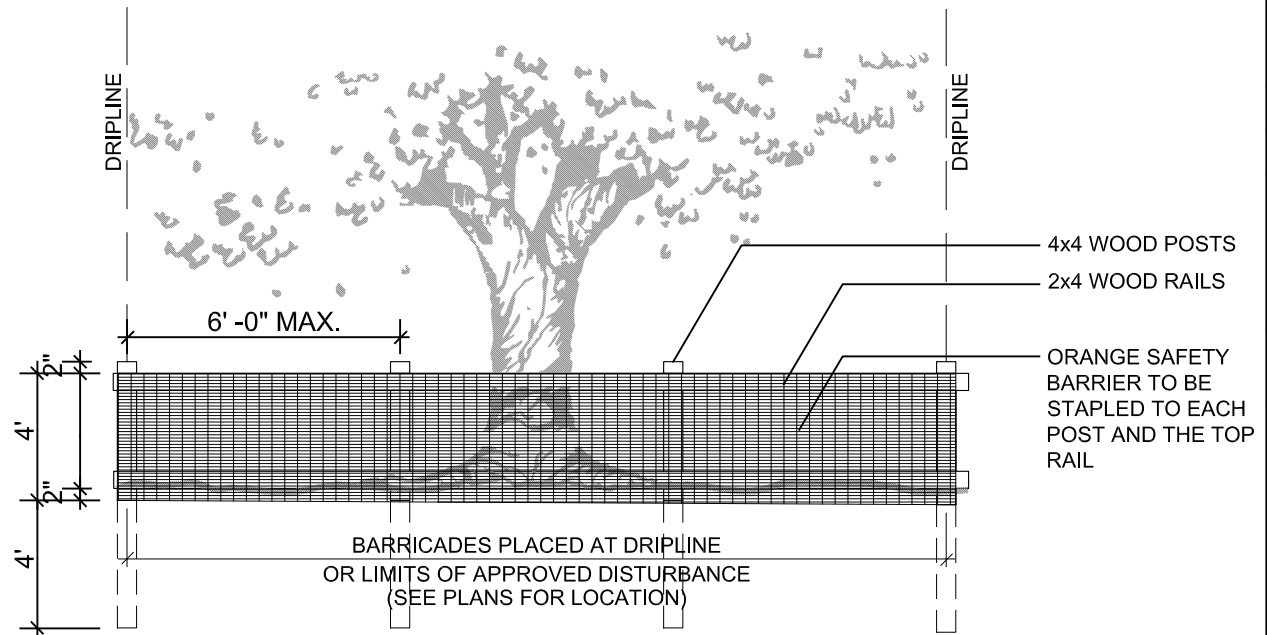 DRIPLINE
DRIPLINE
4x4 WOOD POSTS
2x4 WOOD RAILS
6' -0" MAX.
ORANGE SAFETY
BARRIER TO BE
STAPLED TO EACH
POST AND THE TOP
RAIL
2"
4'
2"
4'
BARRICADES PLACED AT DRIPLINE
OR LIMITS OF APPROVED DISTURBANCE
(SEE PLANS FOR LOCATION)